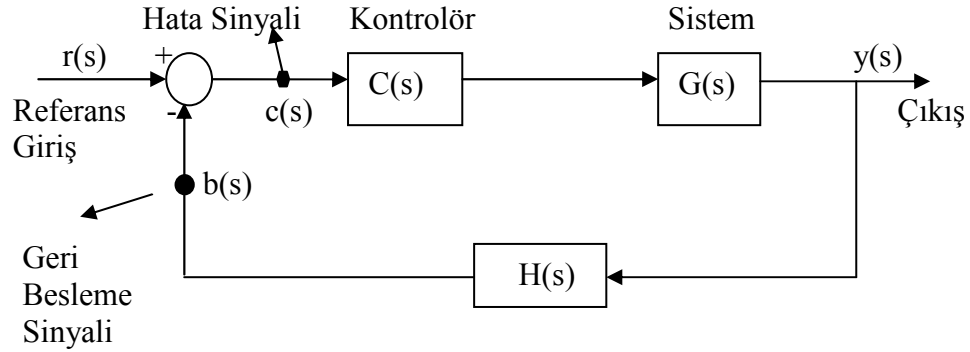 Hata Sinyali
Kontrolör
Sistem
r(s)
+
C(s)
G(s)
y(s)
Referans
Giriş
-
c(s)
Çıkış
b(s)
Geri
Besleme
Sinyali
H(s)